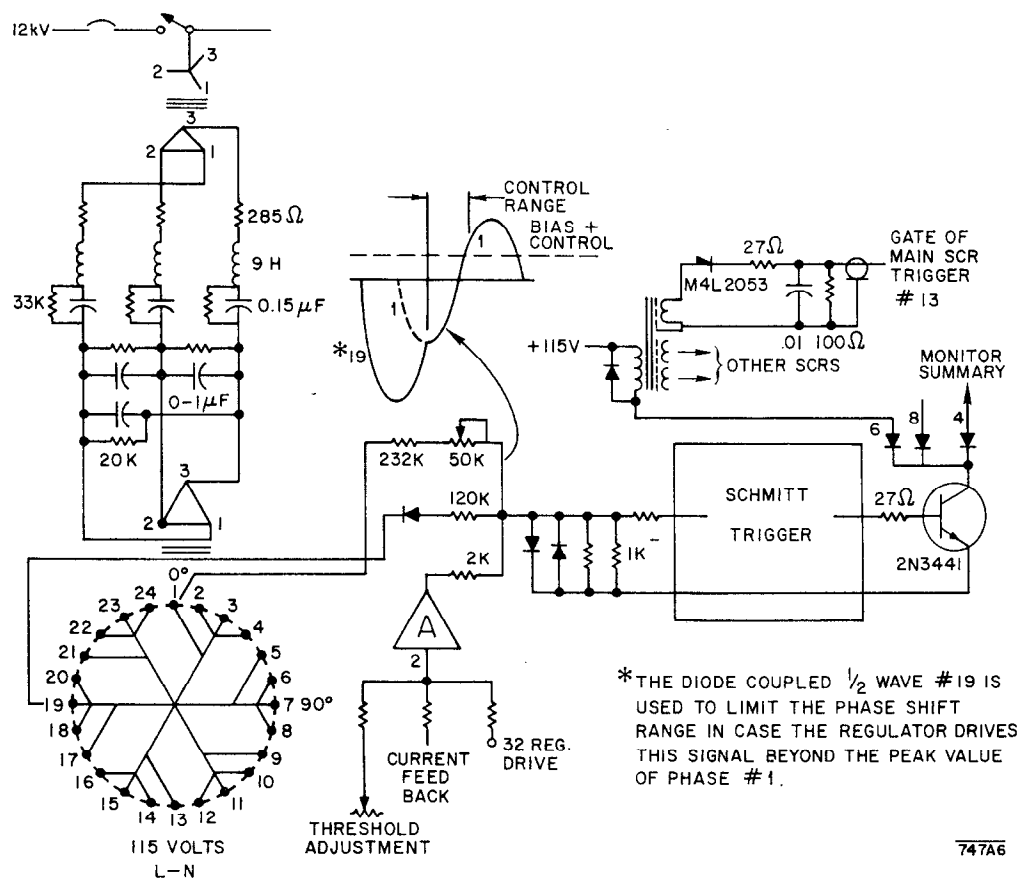 12kV
3
2
1
3
2
1
285Ω
9 H
33K
0.15 μF
0-1μF
20K
3
2
1
CONTROL
RANGE
BIAS +
CONTROL
1
1
*19
27Ω
M4L2053
GATE OF
MAIN SCR
TRIGGER
#13
.01
100Ω
+115V
OTHER SCRS
MONITOR
SUMMARY
6
8
4
232K
50K
120K
2K
1K
SCHMITT
TRIGGER
27Ω
2N3441
A
2
0°
1
2
3
4
5
6
7 90°
8
9
10
11
12
13
14
15
16
17
18
19
20
21
22
23
24
115 VOLTS
L-N
THRESHOLD
ADJUSTMENT
CURRENT
FEED
BACK
32 REG.
DRIVE
*THE DIODE COUPLED 1/2 WAVE #19 IS
USED TO LIMIT THE PHASE SHIFT
RANGE IN CASE THE REGULATOR DRIVES
THIS SIGNAL BEYOND THE PEAK VALUE
OF PHASE #1.
747A6